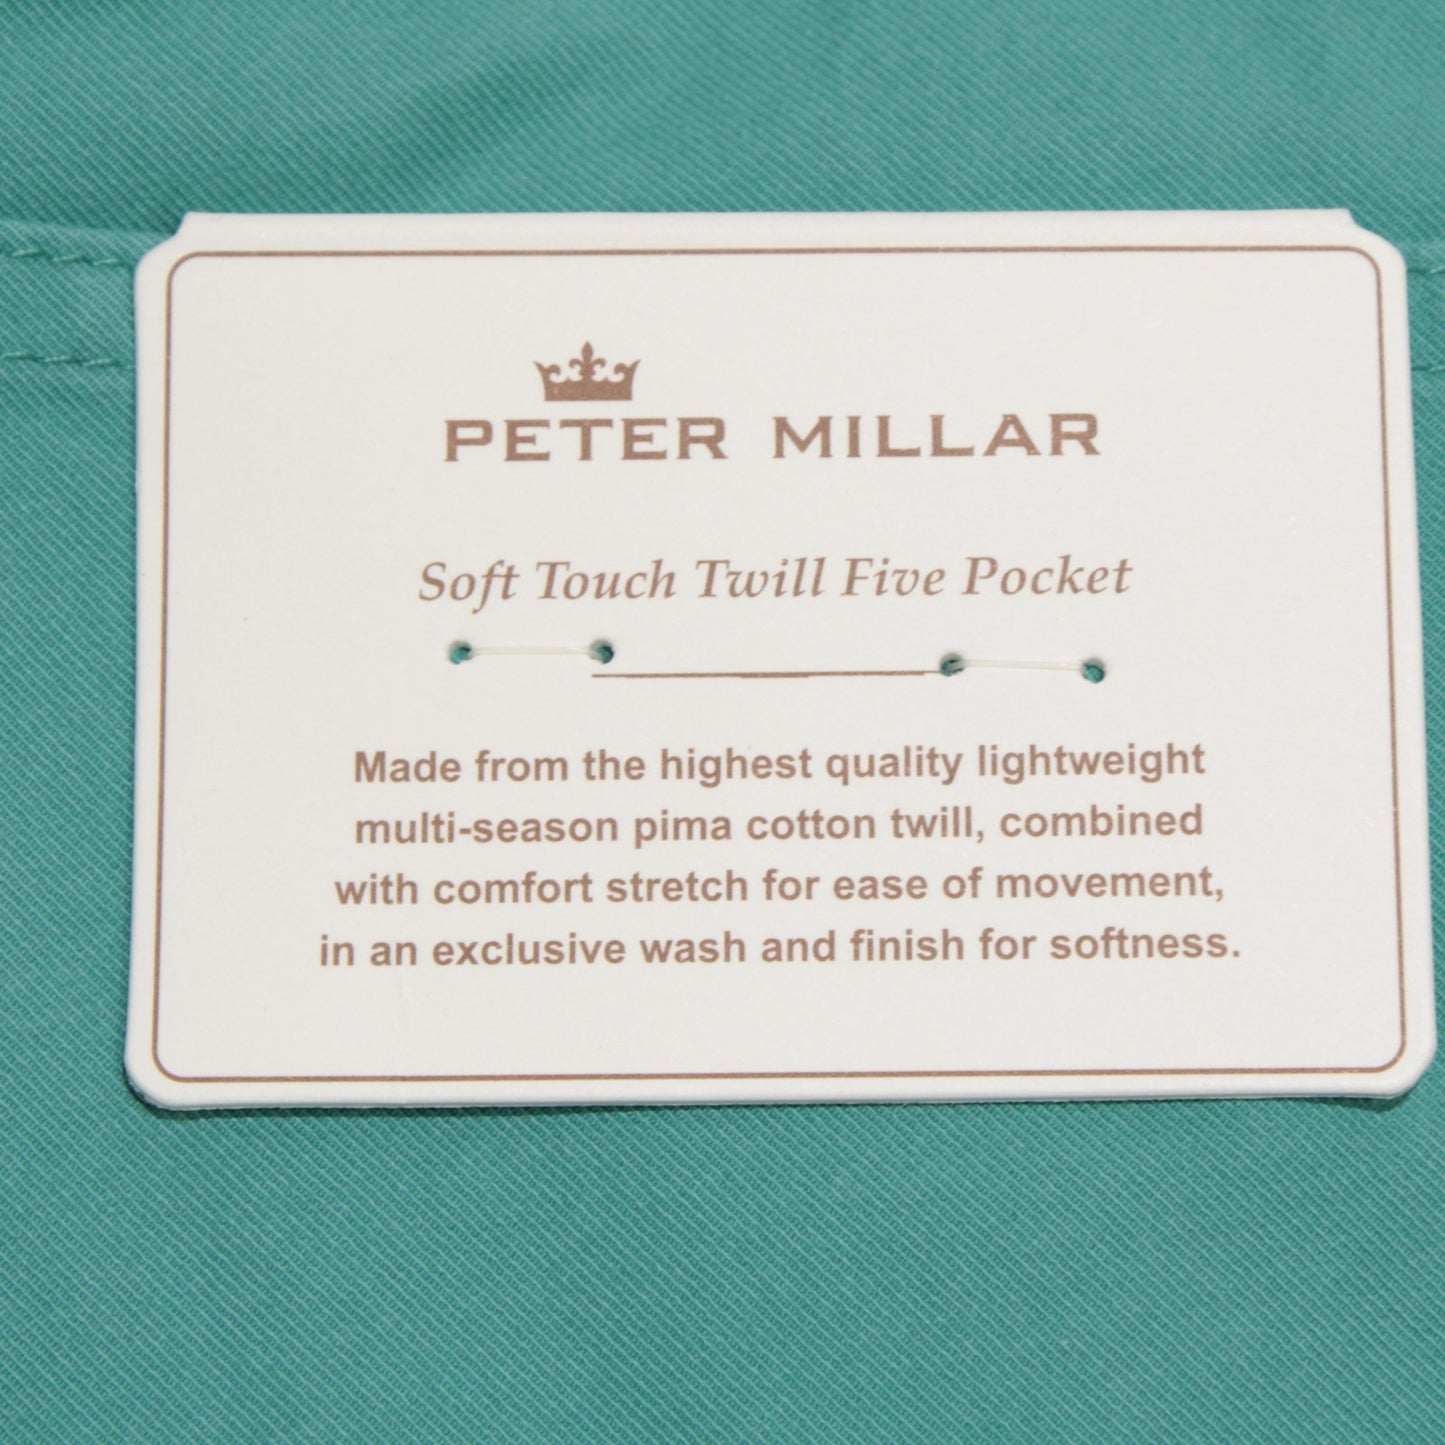 PETER MILLAR
Soft Touch Twill Five Pocket
Made from the highest quality lightweight
multi-season pima cotton twill, combined
with comfort stretch for ease of movement,
in an exclusive wash and finish for softness.